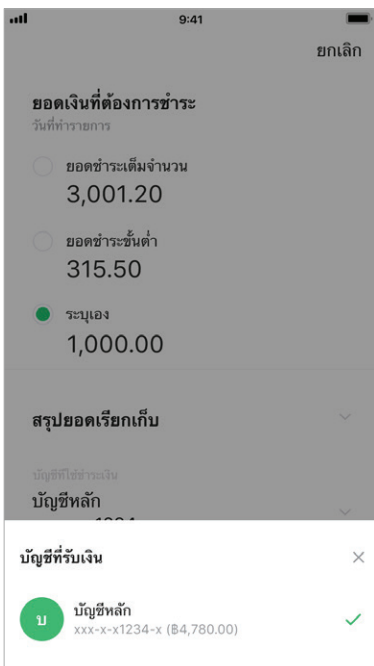 9:41
ยกเลิก
ยอดเงินที่ต้องการชำระ
วันที่ทำรายการ
ยอดชำระเต็มจำนวน
3,001.20
ยอดชำระขั้นต่ำ
315.50
ระบุเอง
1,000.00
สรุปยอดเรียกเก็บ
บัญชีที่ใช้ชำระเงิน
บัญชีหลัก
บัญชีที่รับเงิน
บ
บัญชีหลัก
xxx-x-x1234-x (฿4,780.00)